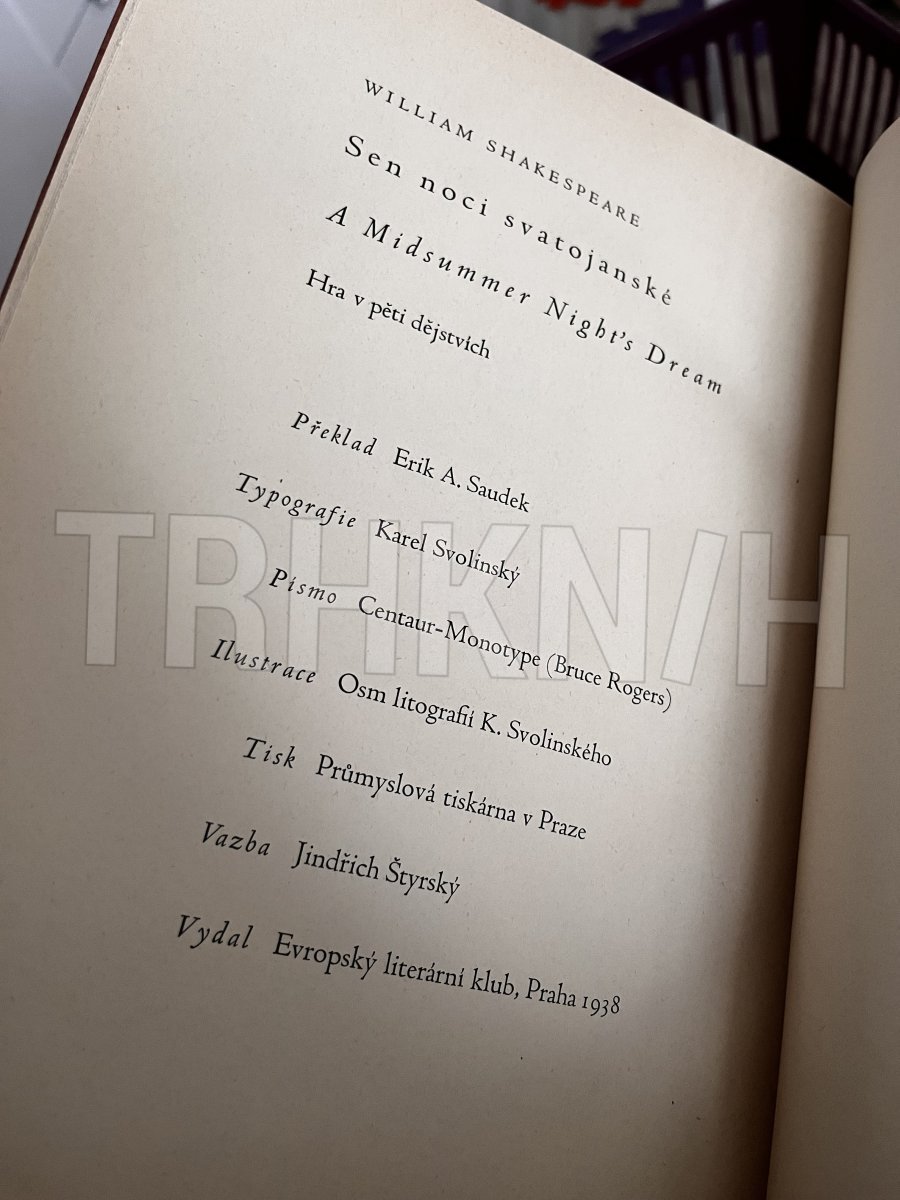 WILLIAM SHAKESPEARE
Sen noci svatojanské
A Midsummer Night's Dream
Hra v pěti dějstvích
Překlad Erik A. Saudek
Typografie Karel Svolinský
Písmo Centaur-Monotype (Bruce Rogers)
Ilustrace Osm litografií K. Svolinského
Tisk Průmyslová tiskárna v Praze
Vazba Jindřich Štyrský
Vydal Evropský literární klub, Praha 1938
TRHKN/H